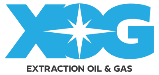 XOG
EXTRACTION OIL & GAS